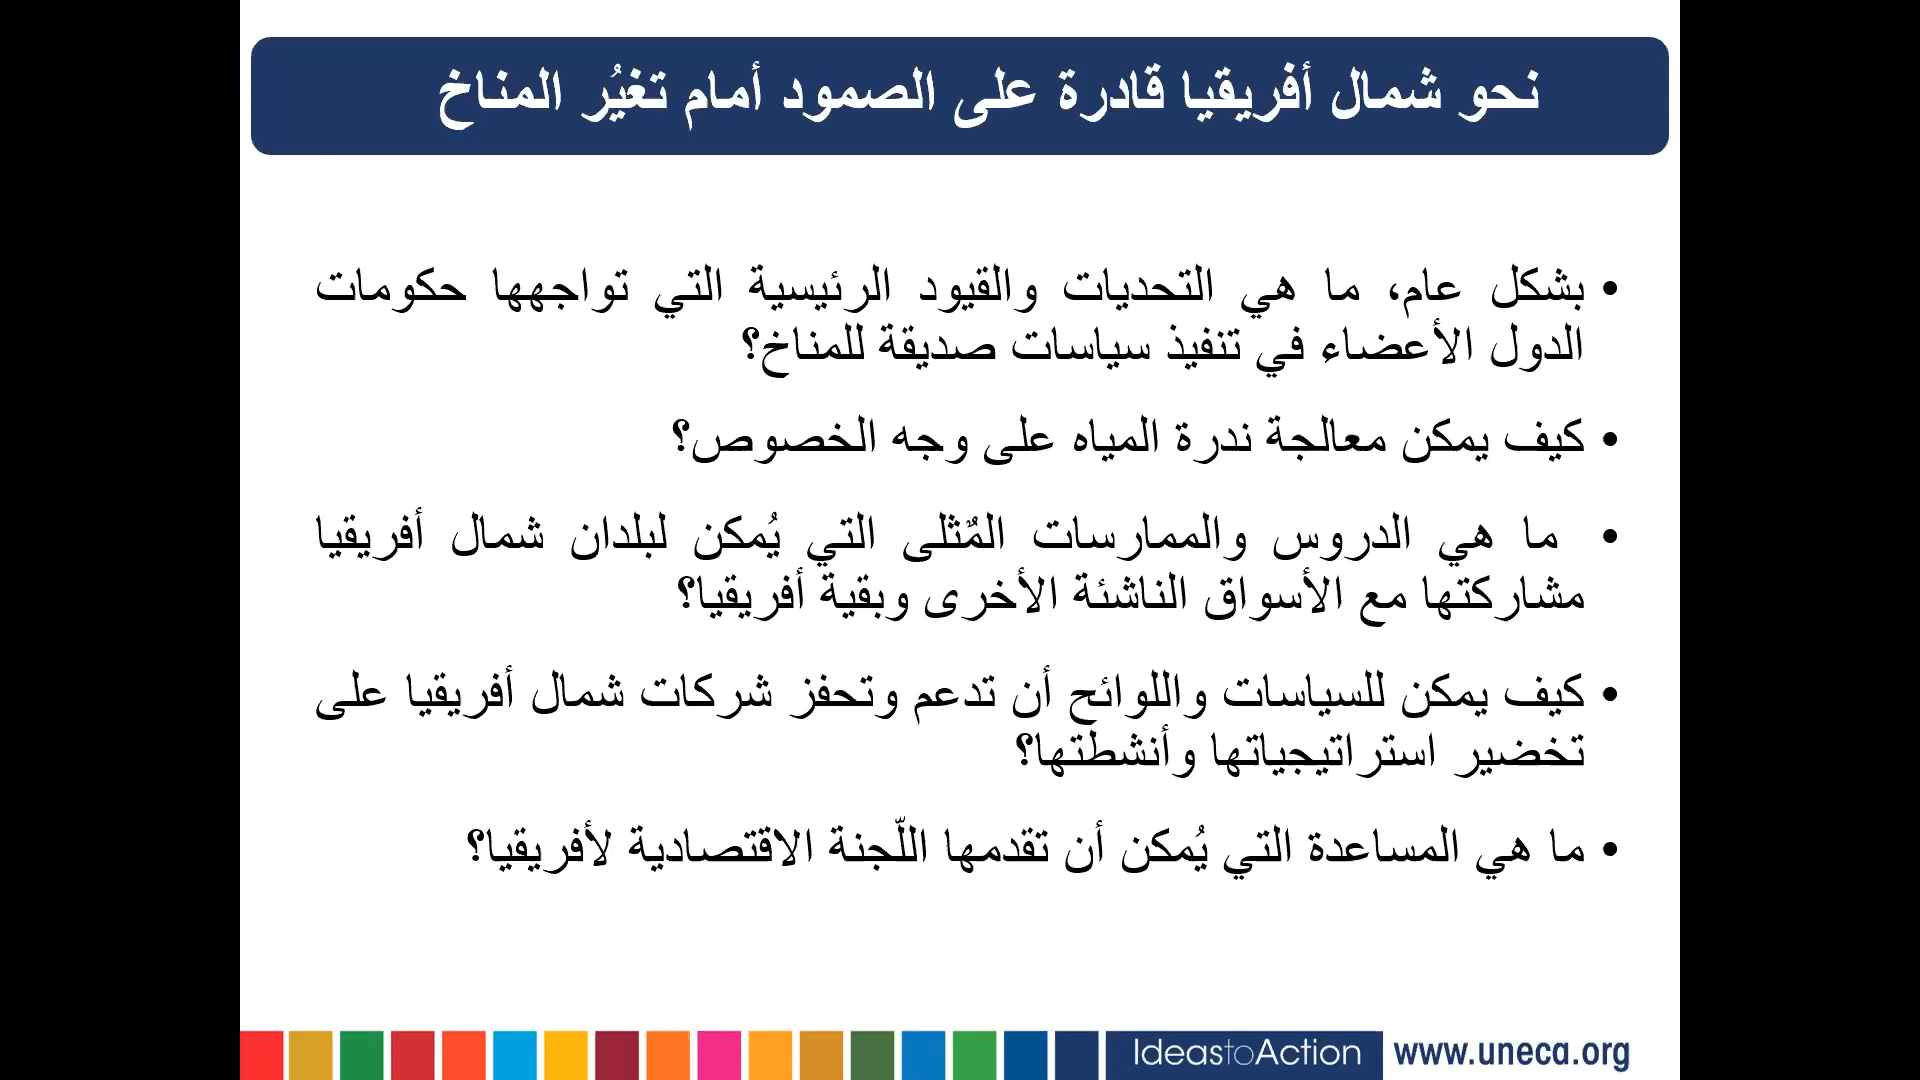 نحو شمال أفريقيا قادرة على الصمود أمام تغيُر المناخ
• بشكل عام، ما هي التحديات والقيود الرئيسية التي تواجهها حكومات
الدول الأعضاء في تنفيذ سياسات صديقة للمناخ؟
• كيف يمكن معالجة ندرة المياه على وجه الخصوص؟
• ما هي الدروس والممارسات المٌثلى التي يُمكن لبلدان شمال أفريقيا
مشاركتها مع الأسواق الناشئة الأخرى وبقية أفريقيا؟
• كيف يمكن للسياسات واللوائح أن تدعم وتحفز شركات شمال أفريقيا على
تخضير استراتيجياتها وأنشطتها؟
• ما هي المساعدة التي يُمكن أن تقدمها اللّجنة الاقتصادية لأفريقيا؟
IdeastoAction www.uneca.org